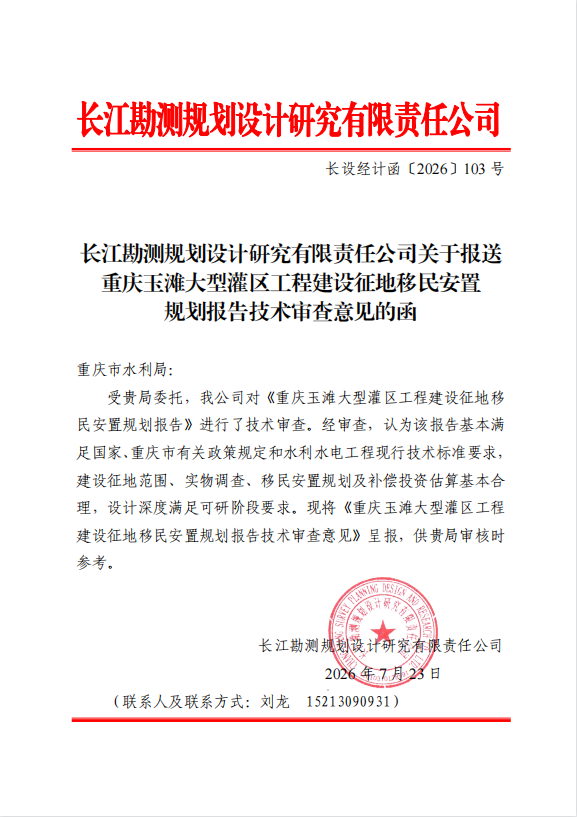 长江勘测规划设计研究有限责任公司
长设经计函〔2026〕103 号
长江勘测规划设计研究有限责任公司关于报送
重庆玉滩大型灌区工程建设征地移民安置
规划报告技术审查意见的函
重庆市水利局：
受贵局委托，我公司对《重庆玉滩大型灌区工程建设征地移
民安置规划报告》进行了技术审查。经审查，认为该报告基本满
足国家、重庆市有关政策规定和水利水电工程现行技术标准要求，
建设征地范围、实物调查、移民安置规划及补偿投资估算基本合
理，设计深度满足可研阶段要求。现将《重庆玉滩大型灌区工程
建设征地移民安置规划报告技术审查意见》呈报，供贵局审核时
参考。
长江勘测规划设计研究有限责任公司
2026 年 7 月 23 日
（联系人及联系方式：刘龙 15213090931）